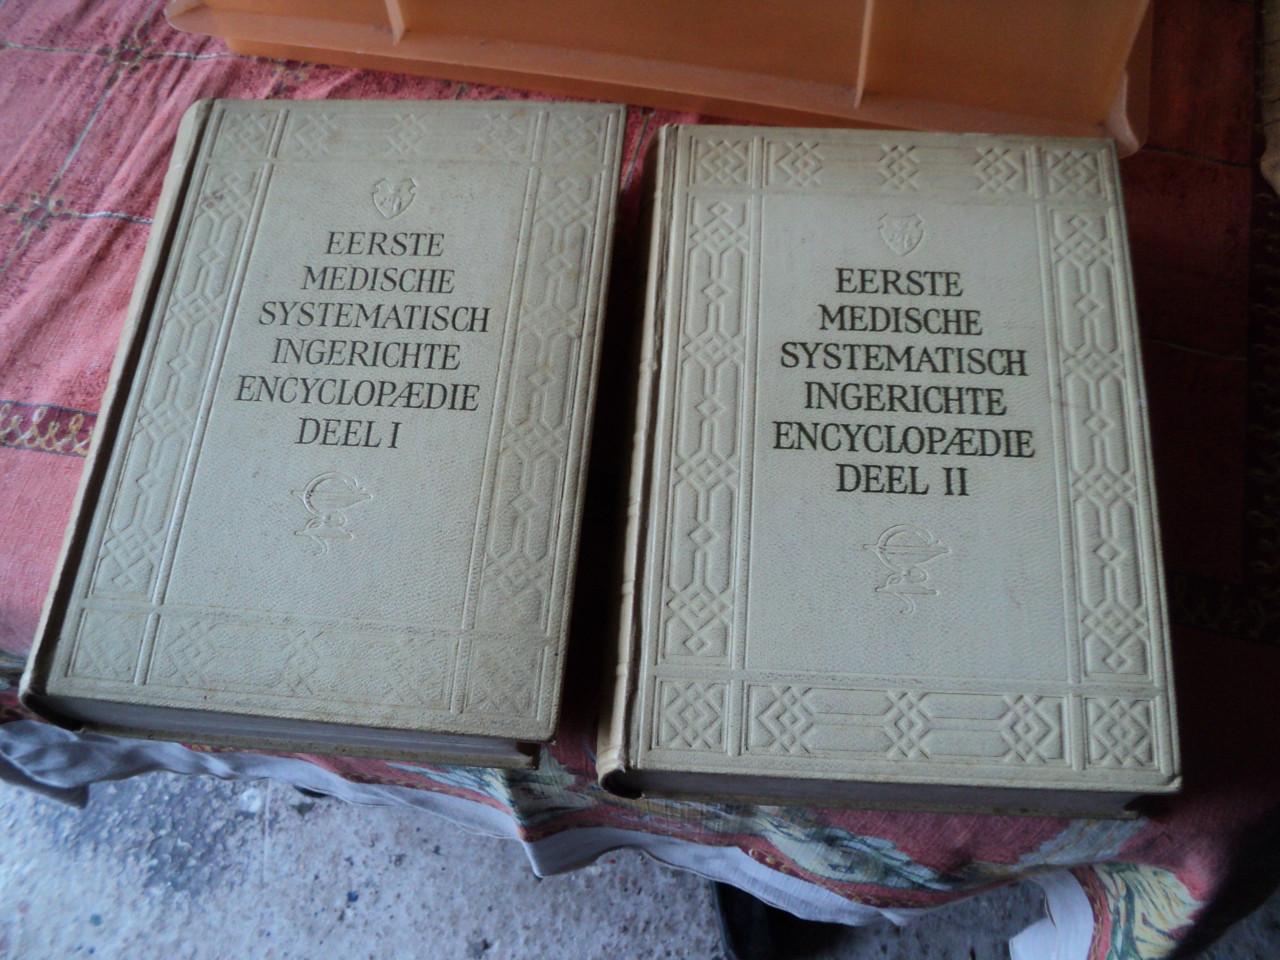 EERSTE
MEDISCHE
SYSTEMATISCH
INGERICHTE
ENCYCLOPÆDIE
DEEL I
EERSTE
MEDISCHE
SYSTEMATISCH
INGERICHTE
ENCYCLOPÆDIE
DEEL II